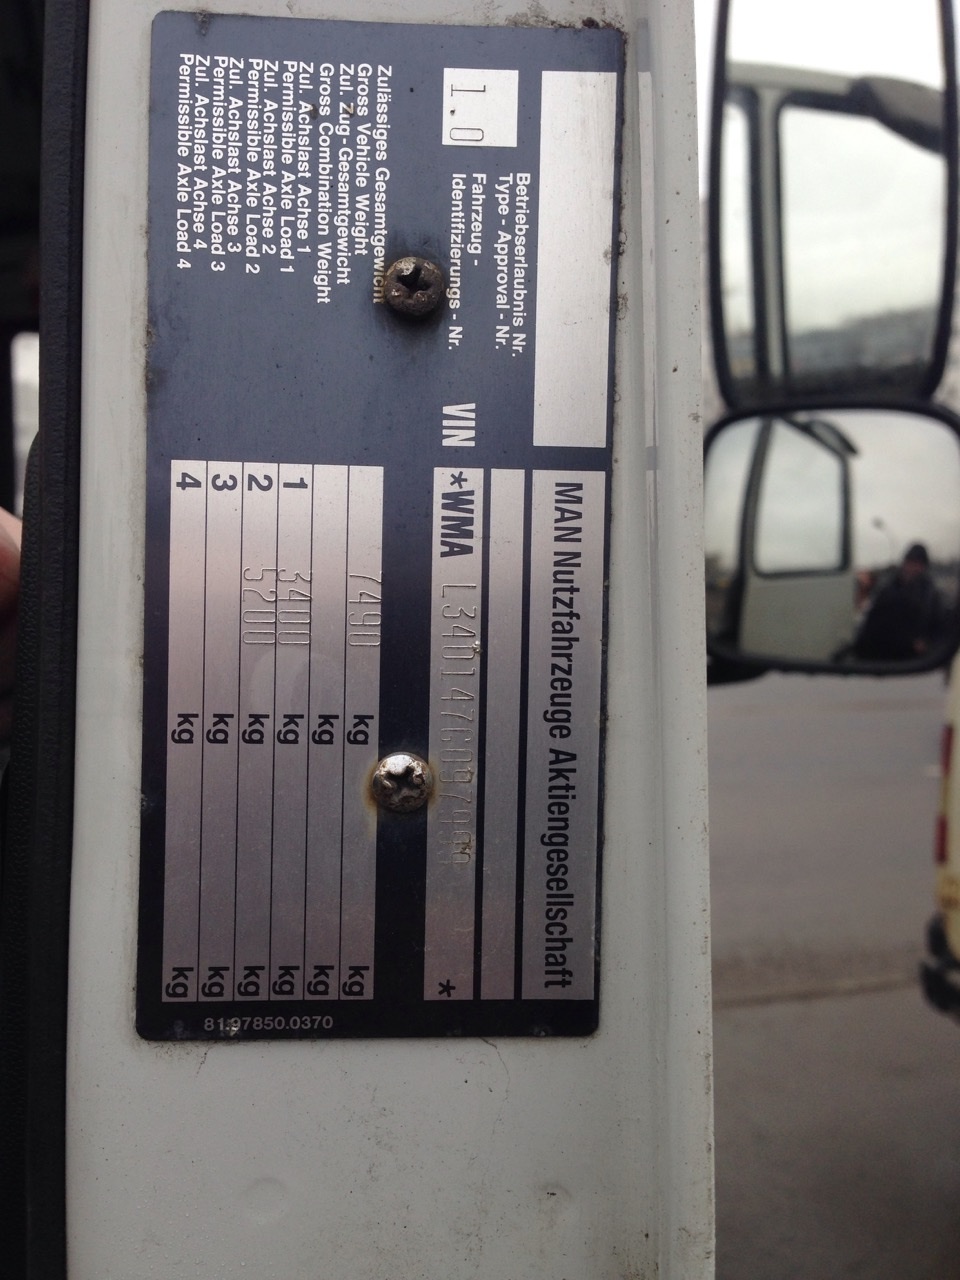 MAN Nutzfahrzeuge Aktiengesellschaft
Betriebserlaubnis Nr.
Type - Approval - Nr.
1.0
Fahrzeug -
Identifizierungs - Nr.
VIN *WMA L340147G097999 *
Zulässiges Gesamtgewicht
Gross Vehicle Weight
7490 kg kg
Zul. Zug - Gesamtgewicht
Gross Combination Weight
kg kg
Zul. Achslast Achse 1
Permissible Axle Load 1
1 3400 kg kg
Zul. Achslast Achse 2
Permissible Axle Load 2
2 5200 kg kg
Zul. Achslast Achse 3
Permissible Axle Load 3
3 kg kg
Zul. Achslast Achse 4
Permissible Axle Load 4
4 kg kg
81.97850.0370